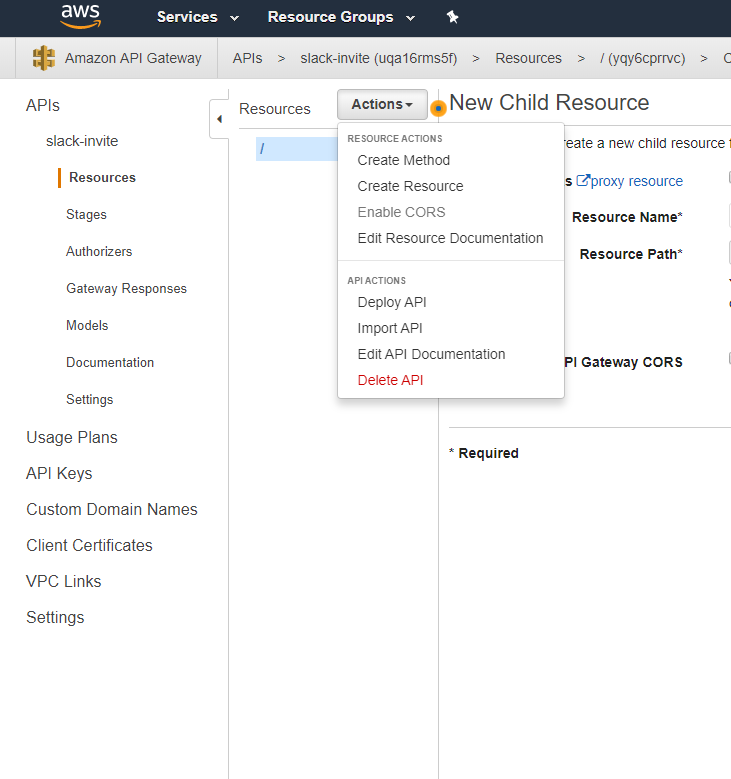 aws Services Resource Groups
Amazon API Gateway APIs > slack-invite (uqa16rms5f) > Resources > / (yqy6cprrvc) >
APIs
slack-invite
Resources
Stages
Authorizers
Gateway Responses
Models
Documentation
Settings
Usage Plans
API Keys
Custom Domain Names
Client Certificates
VPC Links
Settings
Resources
Actions
/
RESOURCE ACTIONS
Create Method
Create Resource
Enable CORS
Edit Resource Documentation
API ACTIONS
Deploy API
Import API
Edit API Documentation
Delete API
New Child Resource
create a new child resource
proxy resource
Resource Name*
Resource Path*
API Gateway CORS
* Required